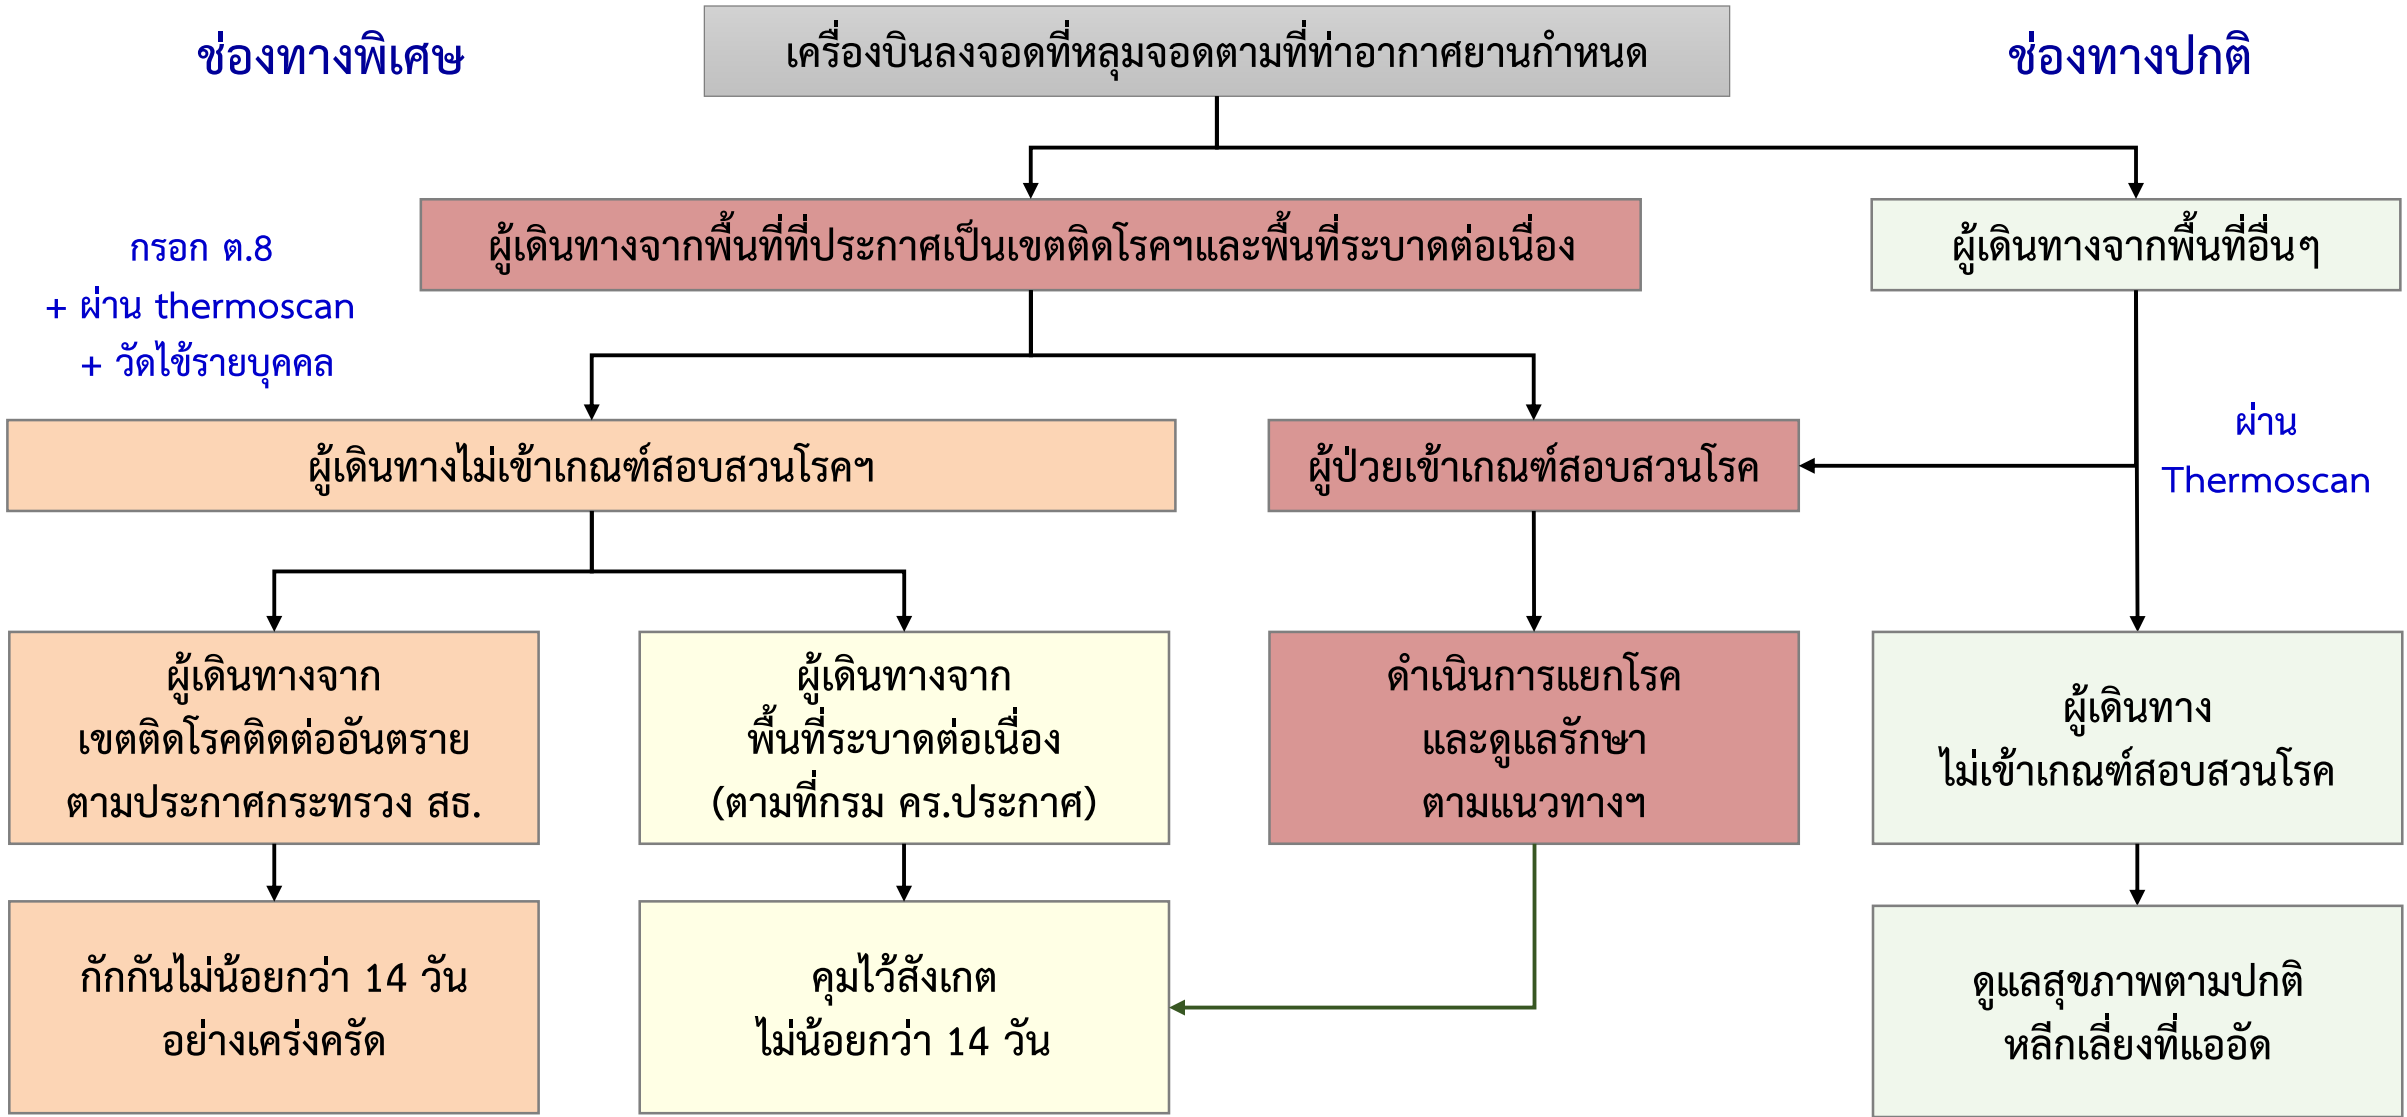 ช่องทางพิเศษ
เครื่องบินลงจอดที่หลุมจอดตามที่ท่าอากาศยานกำหนด
ช่องทางปกติ
กรอก ต.8
+ ผ่าน thermoscan
+ วัดไข้รายบุคคล
ผู้เดินทางจากพื้นที่ที่ประกาศเป็นเขตติดโรคฯและพื้นที่ระบาดต่อเนื่อง
ผู้เดินทางจากพื้นที่อื่นๆ
ผู้เดินทางไม่เข้าเกณฑ์สอบสวนโรคฯ
ผู้ป่วยเข้าเกณฑ์สอบสวนโรค
ผ่าน
Thermoscan
ผู้เดินทางจาก
เขตติดโรคติดต่ออันตราย
ตามประกาศกระทรวง สธ.
ผู้เดินทางจาก
พื้นที่ระบาดต่อเนื่อง
(ตามที่กรม คร.ประกาศ)
ดำเนินการแยกโรค
และดูแลรักษา
ตามแนวทางฯ
ผู้เดินทาง
ไม่เข้าเกณฑ์สอบสวนโรค
กักกันไม่น้อยกว่า 14 วัน
อย่างเคร่งครัด
คุมไว้สังเกต
ไม่น้อยกว่า 14 วัน
ดูแลสุขภาพตามปกติ
หลีกเลี่ยงที่แออัด